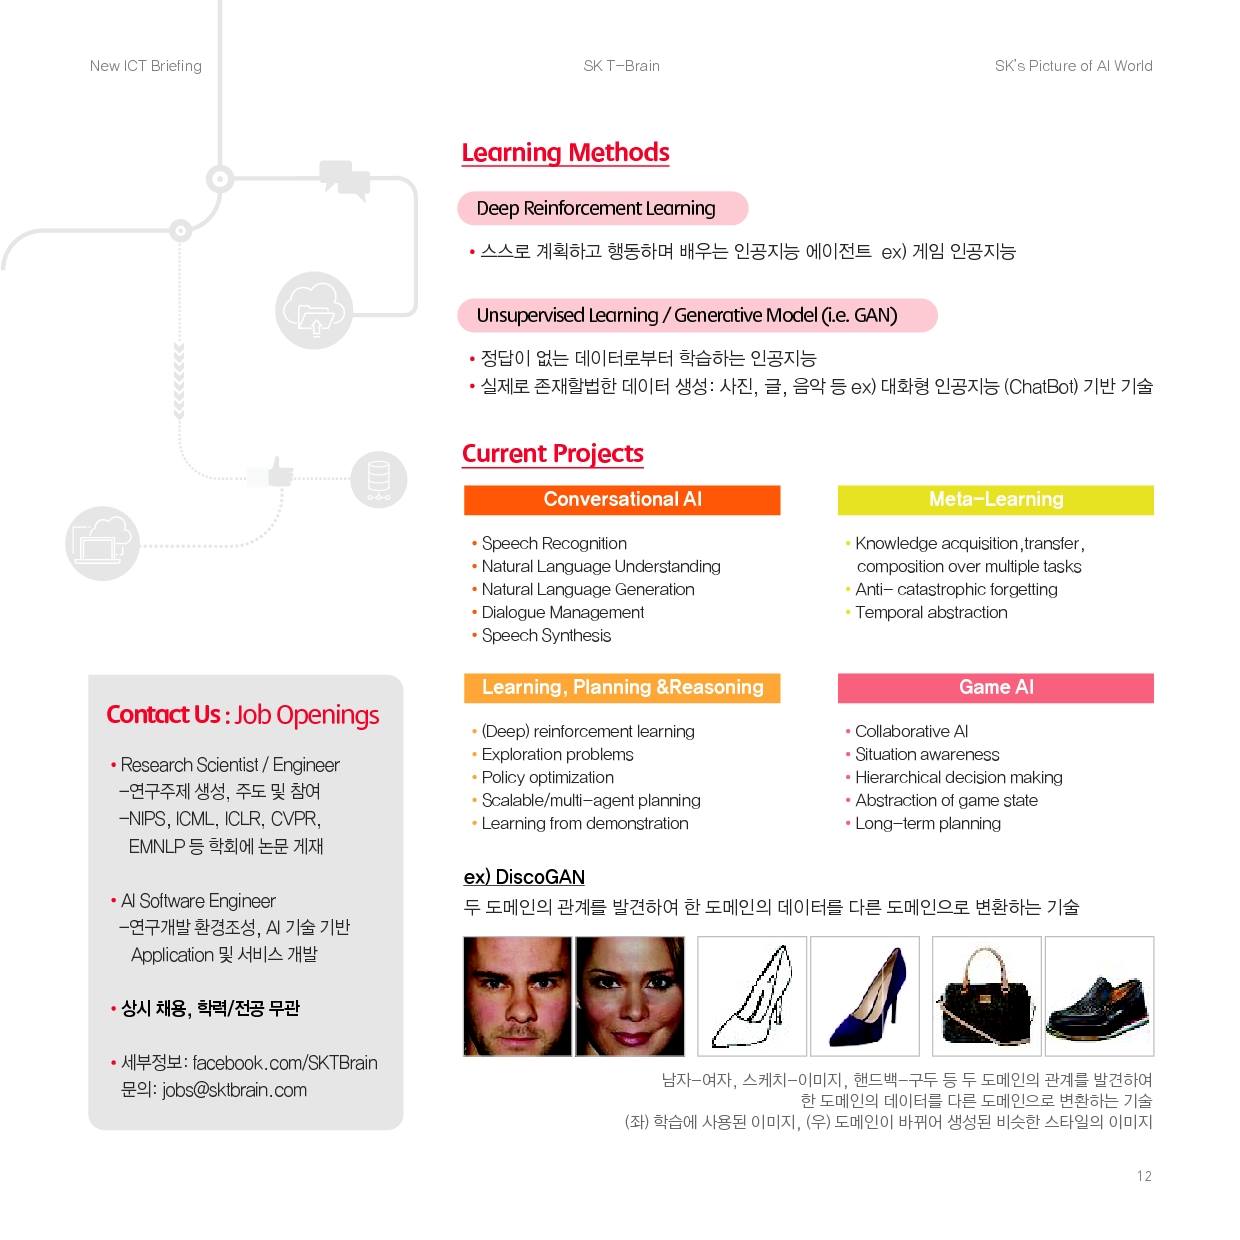 New ICT Briefing
SK T-Brain
SK's Picture of AI World
Learning Methods
Deep Reinforcement Learning
• 스스로 계획하고 행동하며 배우는 인공지능 에이전트 ex) 게임 인공지능
Unsupervised Learning / Generative Model (i.e. GAN)
• 정답이 없는 데이터로부터 학습하는 인공지능
• 실제로 존재할법한 데이터 생성: 사진, 글, 음악 등 ex) 대화형 인공지능 (ChatBot) 기반 기술
Current Projects
Conversational AI
• Speech Recognition
• Natural Language Understanding
• Natural Language Generation
• Dialogue Management
• Speech Synthesis
Meta-Learning
• Knowledge acquisition,transfer,
composition over multiple tasks
• Anti- catastrophic forgetting
• Temporal abstraction
Learning, Planning &Reasoning
• (Deep) reinforcement learning
• Exploration problems
• Policy optimization
• Scalable/multi-agent planning
• Learning from demonstration
Game AI
• Collaborative AI
• Situation awareness
• Hierarchical decision making
• Abstraction of game state
• Long-term planning
Contact Us : Job Openings
• Research Scientist / Engineer
-연구주제 생성, 주도 및 참여
-NIPS, ICML, ICLR, CVPR,
EMNLP 등 학회에 논문 게재
• AI Software Engineer
-연구개발 환경조성, AI 기술 기반
Application 및 서비스 개발
• 상시 채용, 학력/전공 무관
• 세부정보: facebook.com/SKTBrain
문의: jobs@sktbrain.com
ex) DiscoGAN
두 도메인의 관계를 발견하여 한 도메인의 데이터를 다른 도메인으로 변환하는 기술
남자-여자, 스케치-이미지, 핸드백-구두 등 두 도메인의 관계를 발견하여
한 도메인의 데이터를 다른 도메인으로 변환하는 기술
(좌) 학습에 사용된 이미지, (우) 도메인이 바뀌어 생성된 비슷한 스타일의 이미지
12